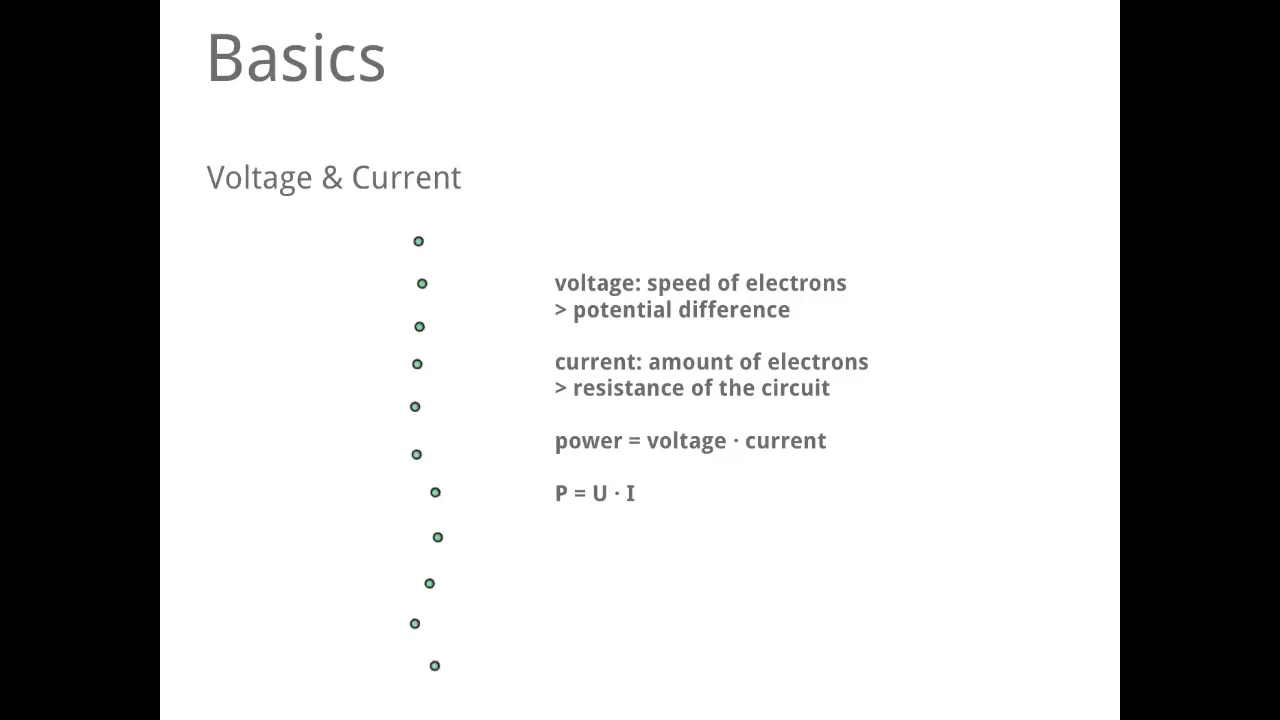 Basics
Voltage & Current
voltage: speed of electrons
> potential difference
current: amount of electrons
> resistance of the circuit
power = voltage · current
P = U · I